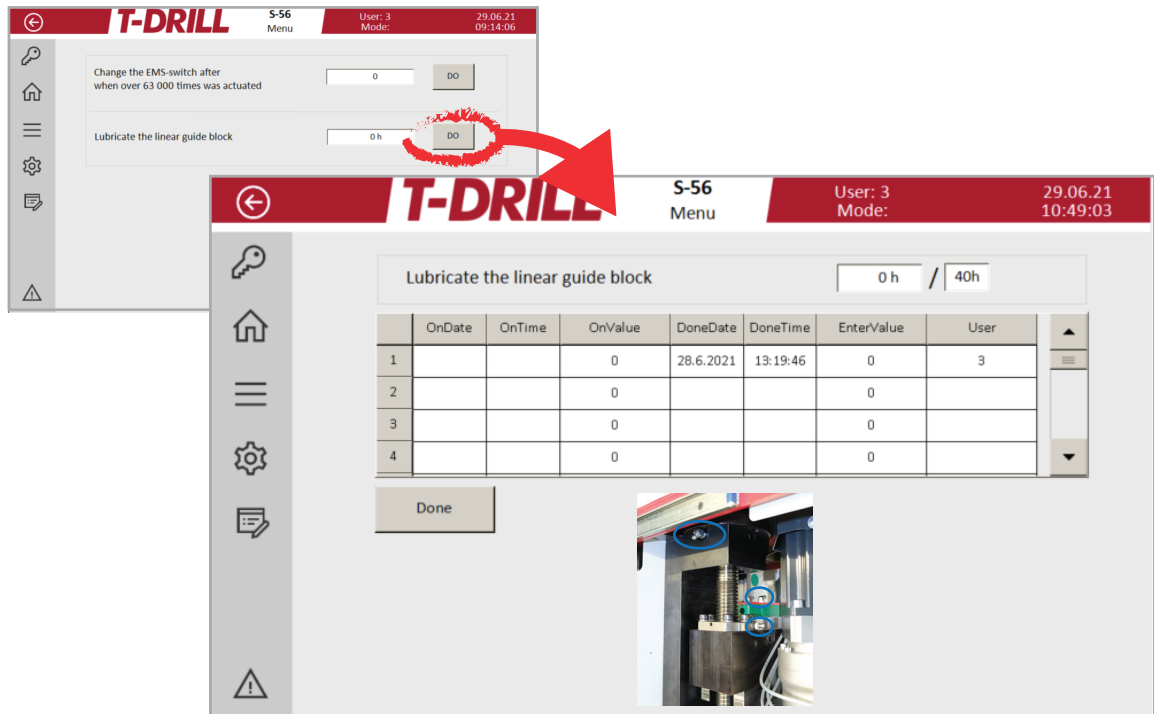 T-DRILL
S-56
Menu
User: 3
Mode:
29.06.21
09:14:06
Change the EMS-switch after
when over 63 000 times was actuated
0
DO
Lubricate the linear guide block
0 h
DO
T-DRILL
S-56
Menu
User: 3
Mode:
29.06.21
10:49:03
Lubricate the linear guide block
0 h / 40h
OnDate OnTime OnValue DoneDate DoneTime EnterValue User
1 0 28.6.2021 13:19:46 0 3
2 0 0
3 0 0
4 0 0
Done